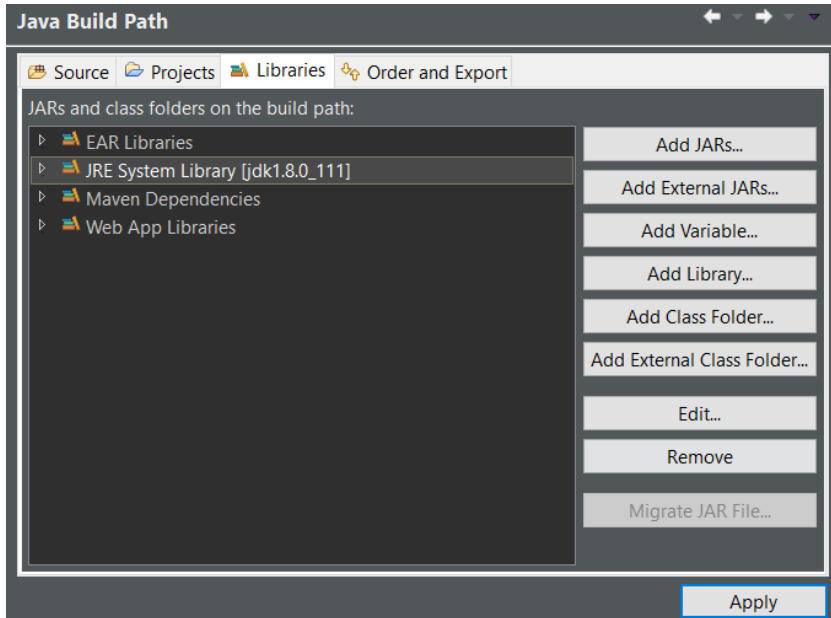 Java Build Path
Source Projects Libraries Order and Export
JARs and class folders on the build path:
EAR Libraries
JRE System Library [jdk1.8.0_111]
Maven Dependencies
Web App Libraries
Add JARs...
Add External JARs...
Add Variable...
Add Library...
Add Class Folder...
Add External Class Folder...
Edit...
Remove
Migrate JAR File...
Apply